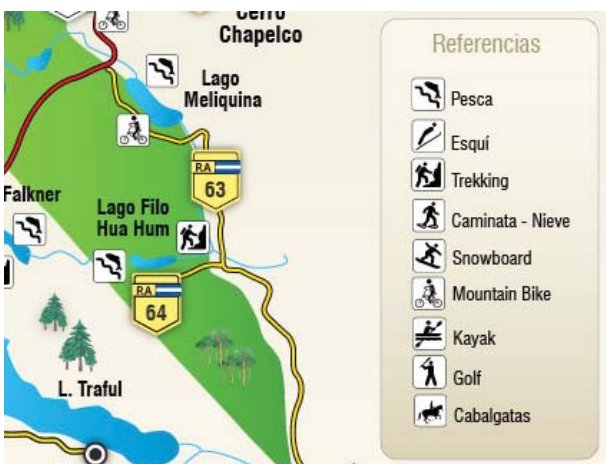 Cerro
Chapelco
Lago
Meliquina
RA
63
Falkner
Lago Filo
Hua Hum
RA
64
L. Traful
Referencias
Pesca
Esquí
Trekking
Caminata - Nieve
Snowboard
Mountain Bike
Kayak
Golf
Cabalgatas